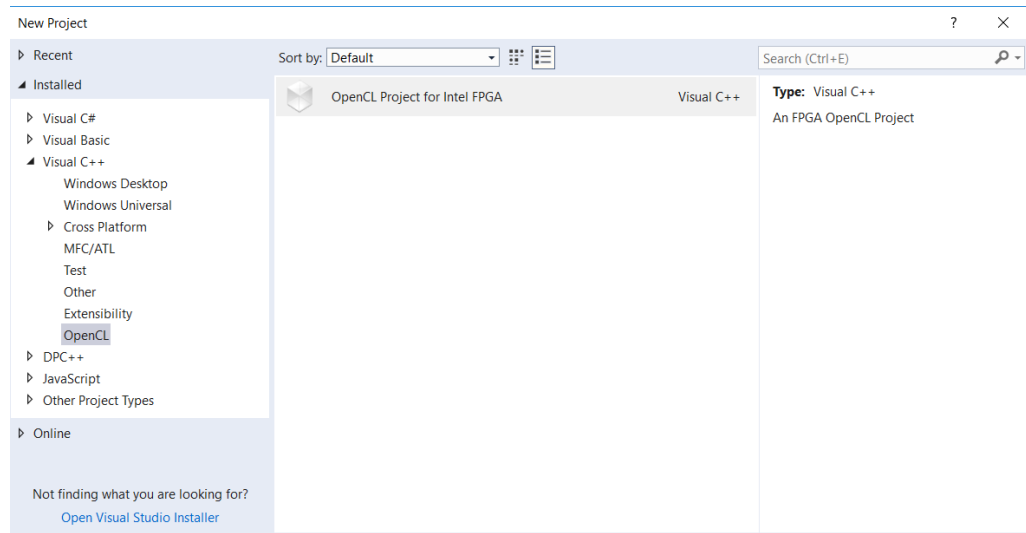 New Project
?
Recent
Installed
Visual C#
Visual Basic
Visual C++
Windows Desktop
Windows Universal
Cross Platform
MFC/ATL
Test
Other
Extensibility
OpenCL
DPC++
JavaScript
Other Project Types
Online
Not finding what you are looking for?
Open Visual Studio Installer
Sort by: Default
OpenCL Project for Intel FPGA Visual C++
Search (Ctrl+E)
Type: Visual C++
An FPGA OpenCL Project